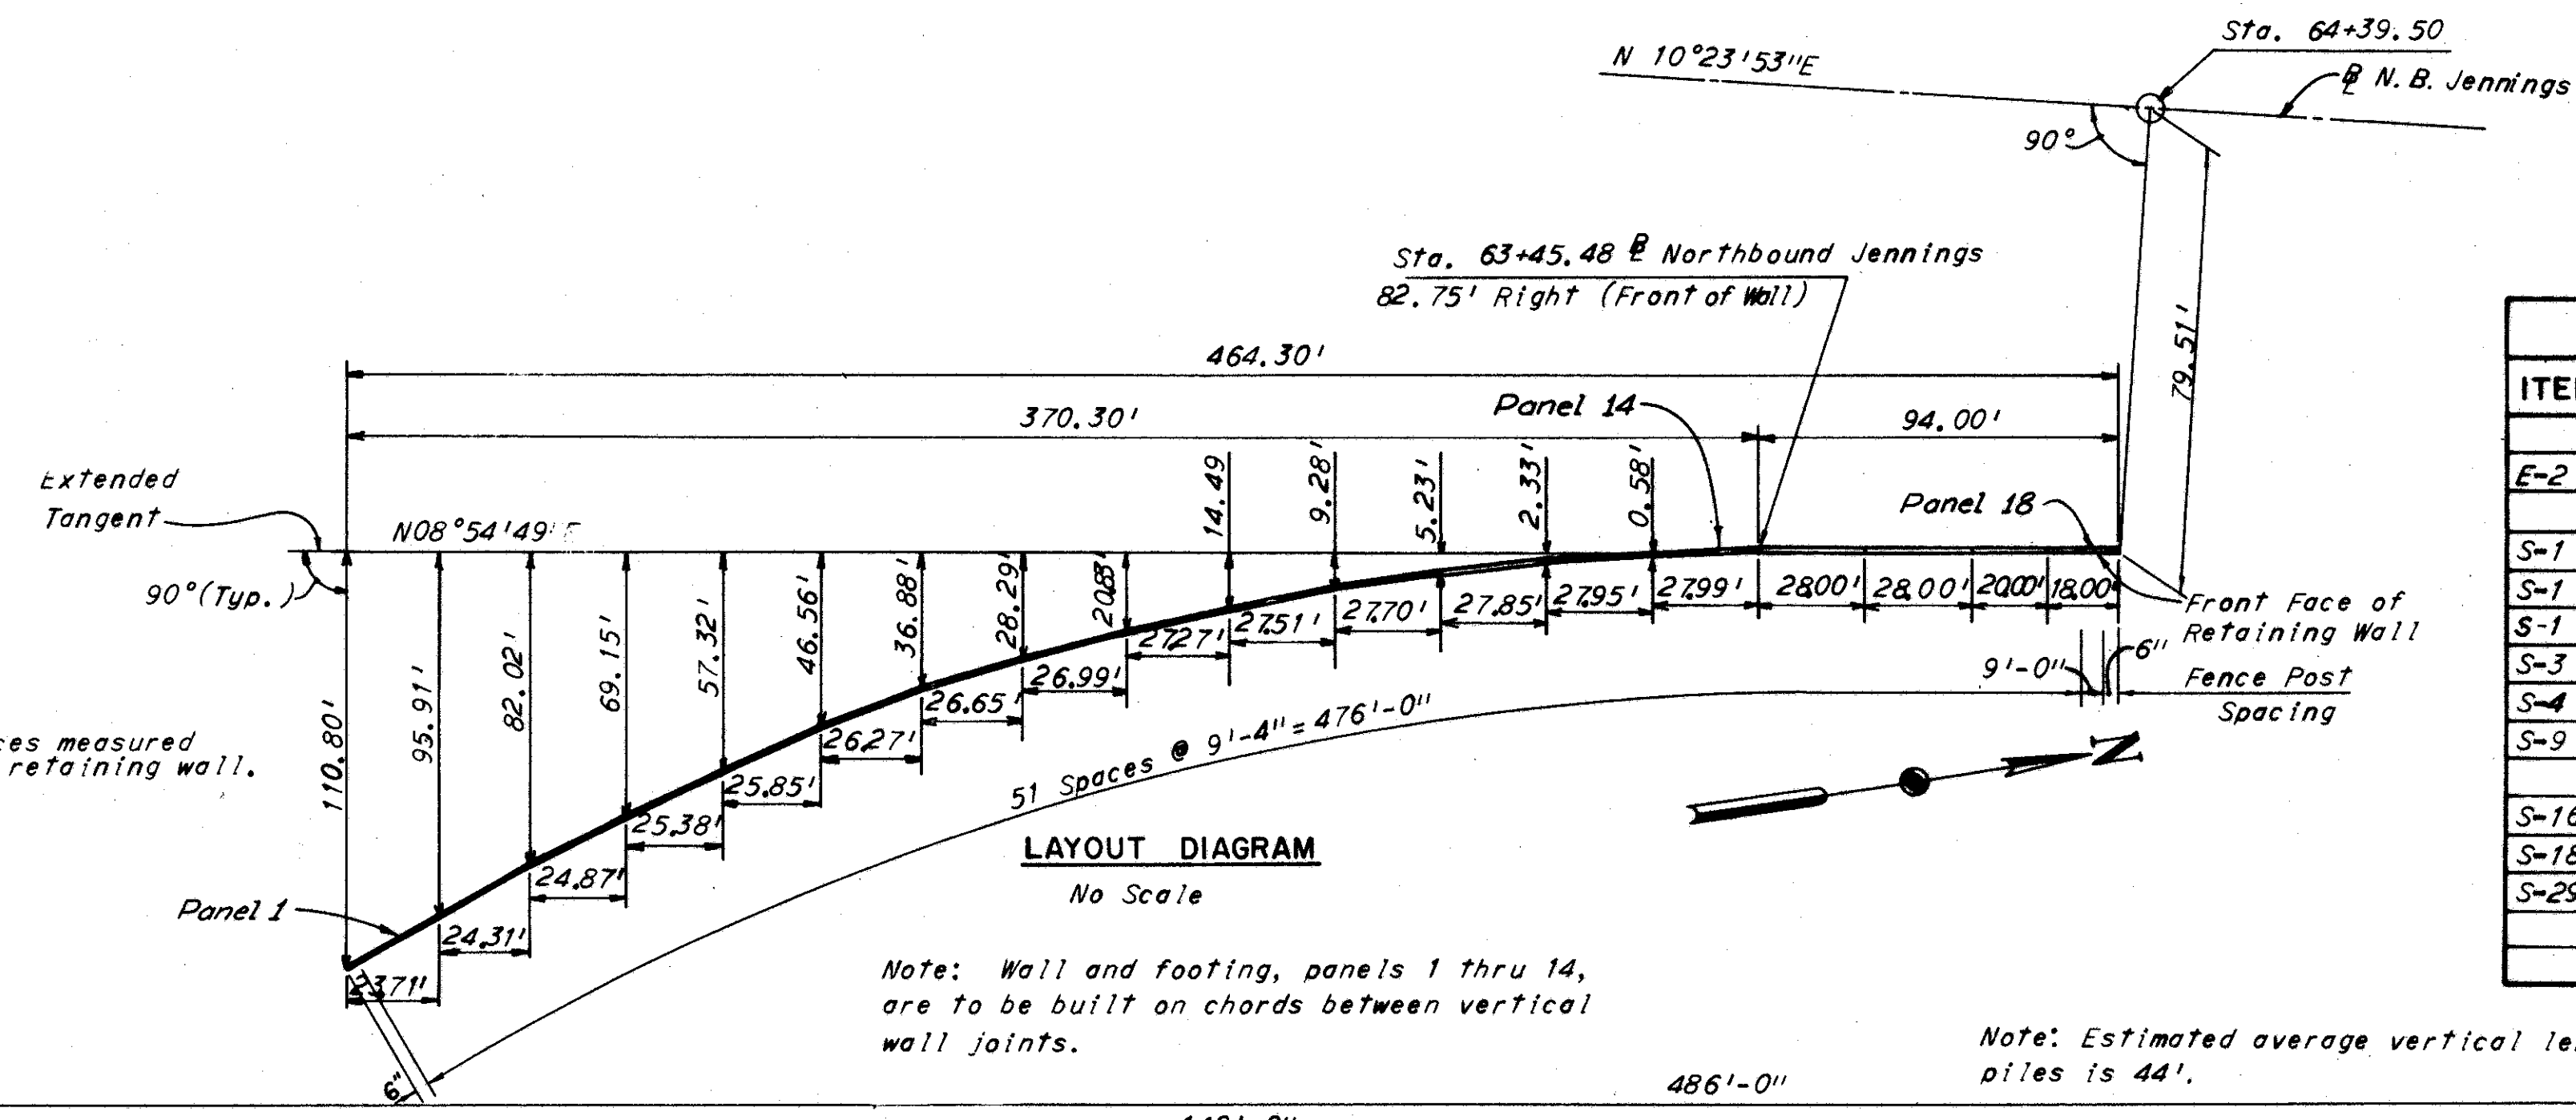 Sta. 64+39.50
N 10°23'53"E
℄ N.B. Jennings
90°
79.51'
Sta. 63+45.48 ℄ Northbound Jennings
82.75' Right (Front of Wall)
464.30'
370.30'
Panel 14
94.00'
Extended
Tangent
N08°54'49"E
90°(Typ.)
14.49
9.28'
5.23'
2.33'
0.58'
Panel 18
110.80'
95.91'
82.02'
69.15'
57.32'
46.56'
36.88'
28.29'
20.83'
27.27'
27.51'
27.70'
27.85'
27.95'
27.99'
28.00'
28.00'
20.00'
18.00'
Front Face of
Retaining Wall
9'-0"
6"
Fence Post
Spacing
26.99'
26.65'
26.27'
25.85'
25.38'
24.87'
24.31'
23.71'
6"
51 Spaces @ 9'-4" = 476'-0"
N
ces measured
retaining wall.
Panel 1
LAYOUT DIAGRAM
No Scale
Note: Wall and footing, panels 1 thru 14,
are to be built on chords between vertical
wall joints.
Note: Estimated average vertical le
piles is 44'.
486'-0"
ITE
E-2
S-1
S-1
S-1
S-3
S-4
S-9
S-16
S-18
S-29